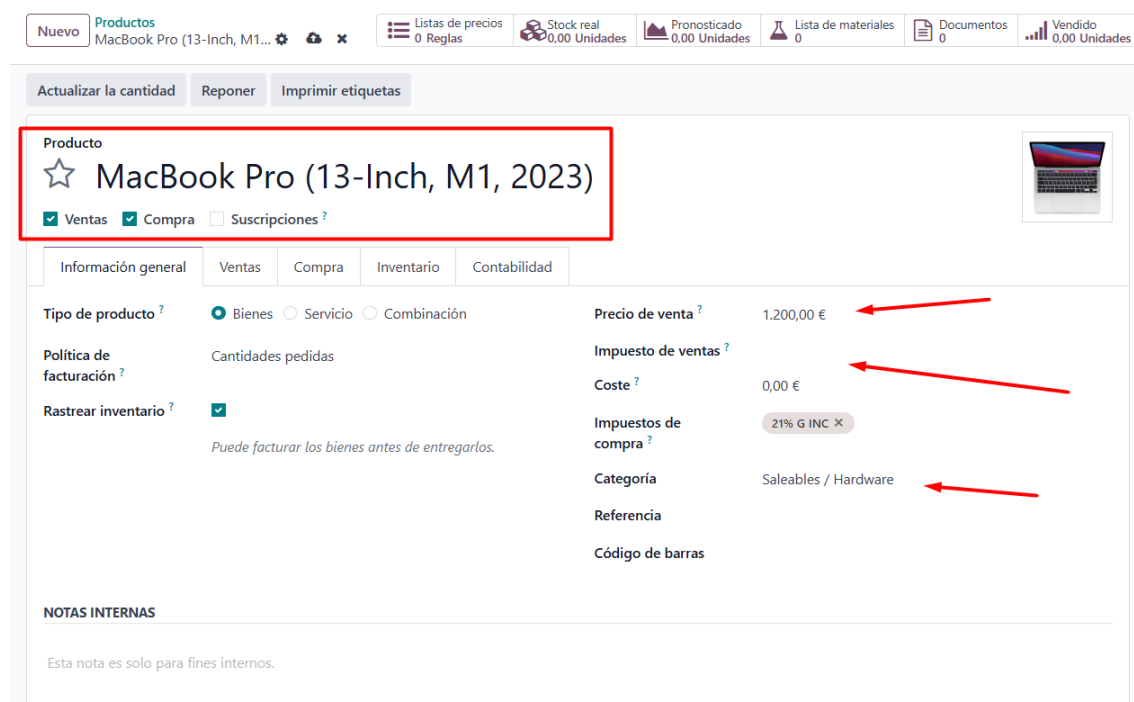 Nuevo
Productos
MacBook Pro (13-Inch, M1...
Listas de precios
0 Reglas
Stock real
0,00 Unidades
Pronosticado
0,00 Unidades
Lista de materiales
0
Documentos
0
Vendido
0,00 Unidades
Actualizar la cantidad Reponer Imprimir etiquetas
Producto
MacBook Pro (13-Inch, M1, 2023)
Ventas Compra Suscripciones ?
Información general Ventas Compra Inventario Contabilidad
Tipo de producto ? Bienes Servicio Combinación
Política de
facturación ?
Cantidades pedidas
Rastrear inventario ?
Puede facturar los bienes antes de entregarlos.
Precio de venta ? 1.200,00 €
Impuesto de ventas ?
Coste ? 0,00 €
Impuestos de
compra ?
21% G INC ×
Categoría Saleables / Hardware
Referencia
Código de barras
NOTAS INTERNAS
Esta nota es solo para fines internos.